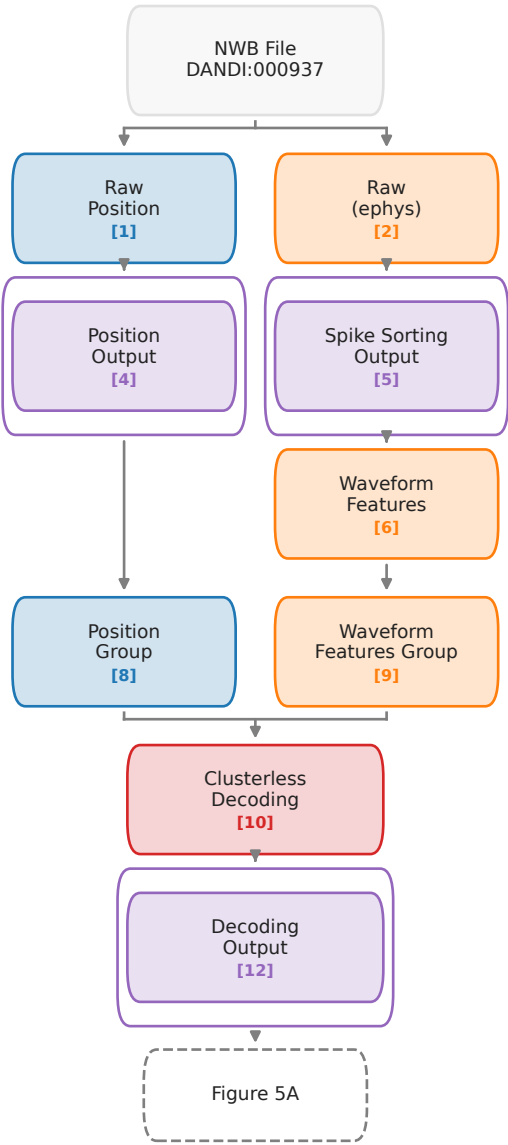 NWB File
DANDI:000937
Raw
Position
[1]
Raw
(ephys)
[2]
Position
Output
[4]
Spike Sorting
Output
[5]
Waveform
Features
[6]
Position
Group
[8]
Waveform
Features Group
[9]
Clusterless
Decoding
[10]
Decoding
Output
[12]
Figure 5A